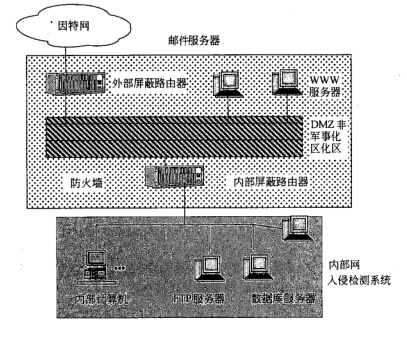 因特网
邮件服务器
外部屏蔽路由器
WWW
服务器
DMZ 非
军事化
区化区
防火墙
内部屏蔽路由器
内部网
入侵检测系统
内部计算机
FTP服务器
数据库服务器